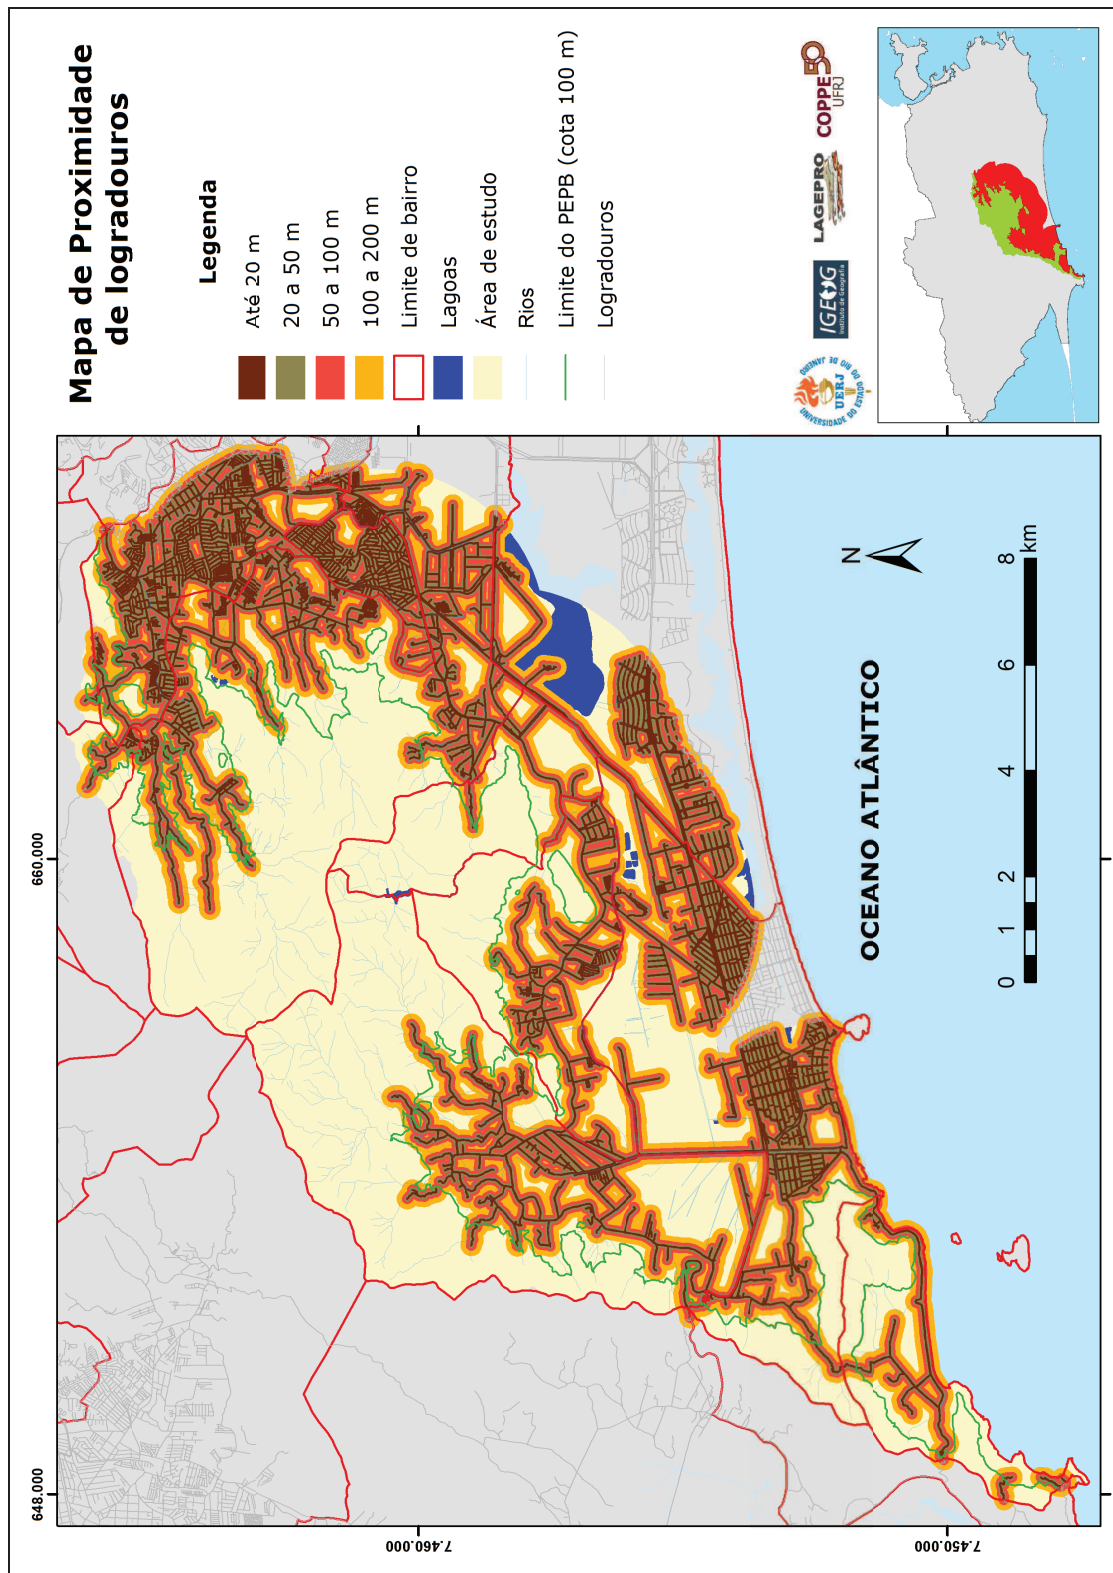 Mapa de Proximidade
de logradouros
Legenda
Até 20 m
20 a 50 m
50 a 100 m
100 a 200 m
Limite de bairro
Lagoas
Área de estudo
Rios
Limite do PEPB (cota 100 m)
Logradouros
UNIVERSIDADE DO ESTADO DO RIO DE JANEIRO
UERJ
IGEOG
Instituto de Geografia
LAGEPRO
COPPE
UFRJ
50
648.000
660.000
7.460.000
7.450.000
N
OCEANO ATLÂNTICO
0 1 2 4 6 8
km